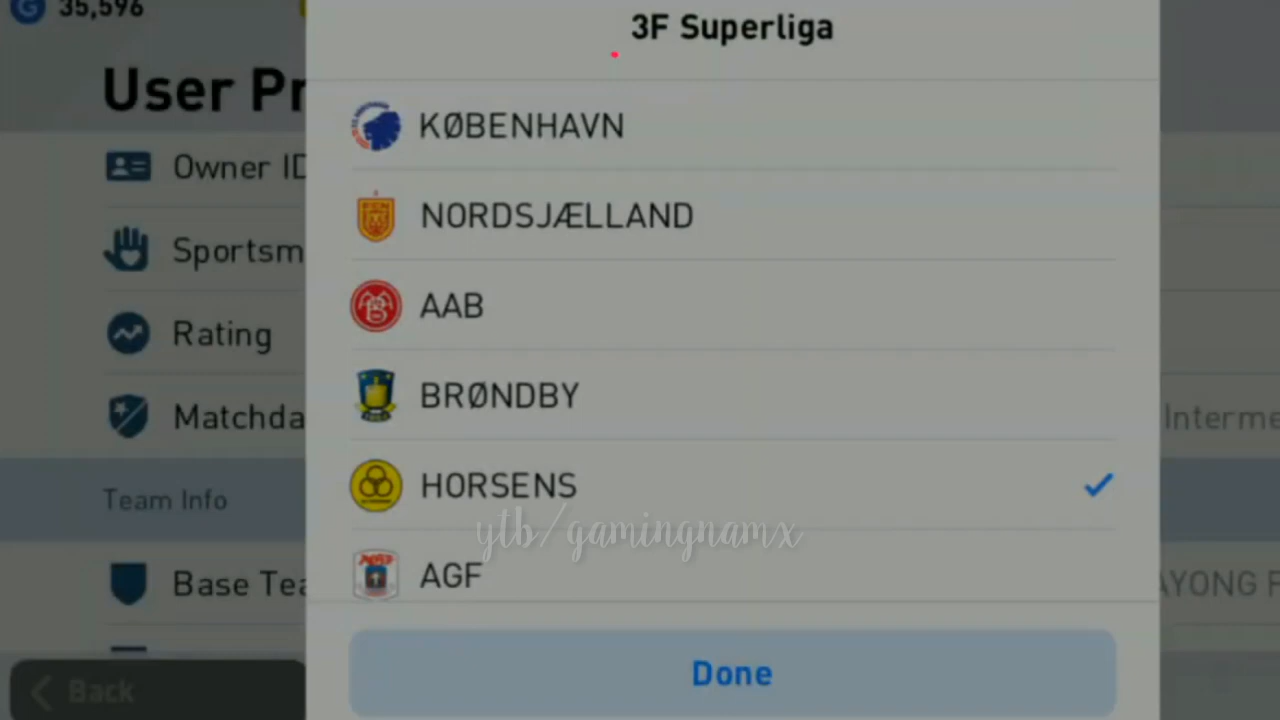 35,596
3F Superliga
User Pr
KØBENHAVN
Owner ID
NORDSJÆLLAND
Sportsm
AAB
Rating
BRØNDBY
Matchda
Interme
HORSENS
Team Info
ytb/gamingnamx
AGF
Base Tea
AYONG F
Done
Back